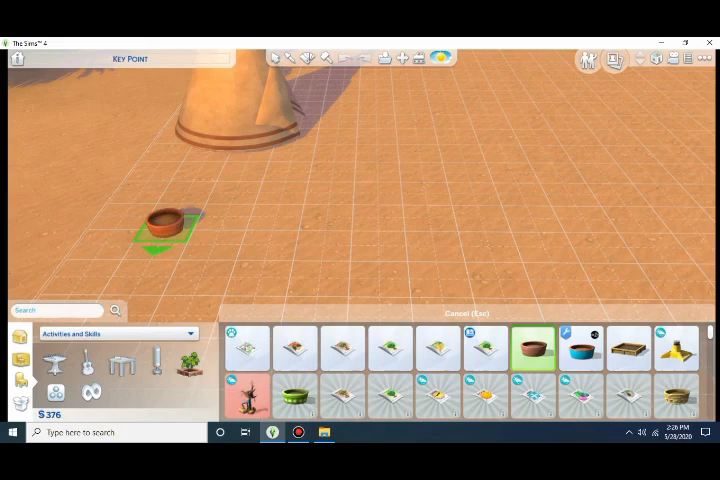 The Sims™ 4
KEY POINT
Cancel (Esc)
Search
Activities and Skills
$376
Type here to search
2:26 PM
5/28/2020